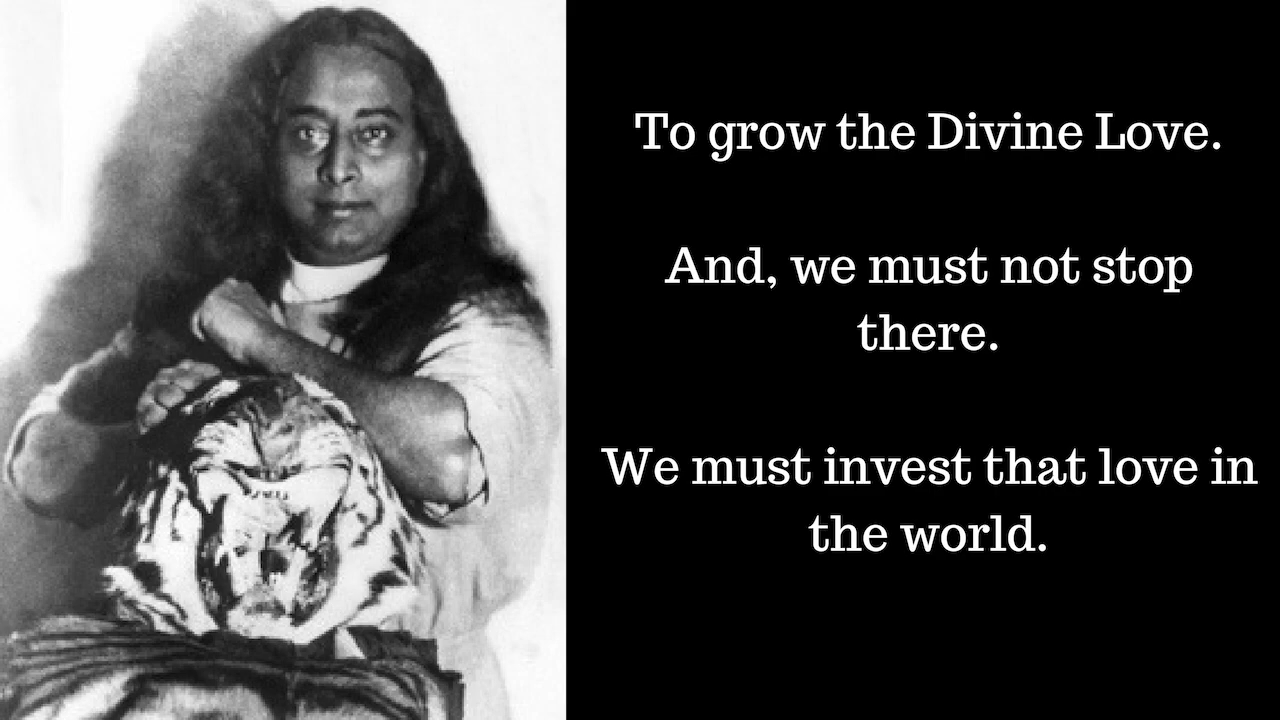 To grow the Divine Love.
And, we must not stop
there.
We must invest that love in
the world.